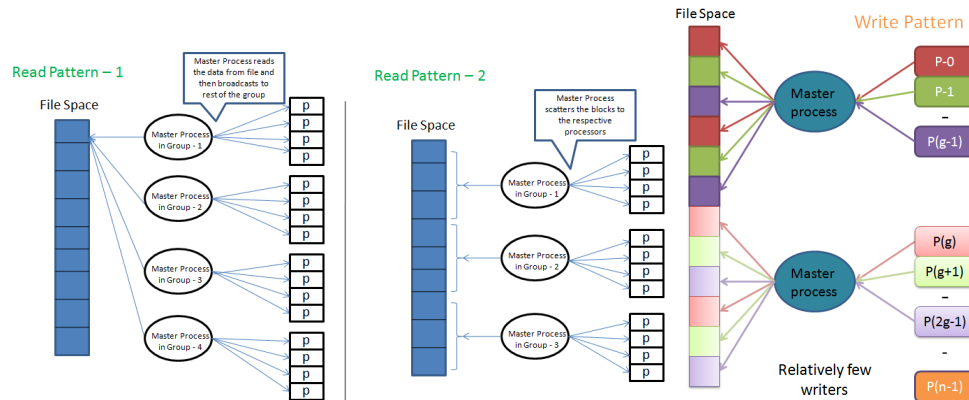 Read Pattern – 1
Master Process reads
the data from file and
then broadcasts to
rest of the group
File Space
Master Process
in Group - 1
p
p
p
p
Master Process
in Group - 2
p
p
p
p
Master Process
in Group - 3
p
p
p
p
Master Process
in Group - 4
p
p
p
p
Read Pattern – 2
Master Process
scatters the blocks to
the respective
processors
File Space
Master Process
in Group - 1
p
p
p
p
Master Process
in Group - 2
p
p
p
p
Master Process
in Group - 3
p
p
p
p
File Space
Write Pattern
Master
process
P-0
P-1
–
P(g-1)
Master
process
P(g)
P(g+1)
–
P(2g-1)
-
P(n-1)
Relatively few
writers